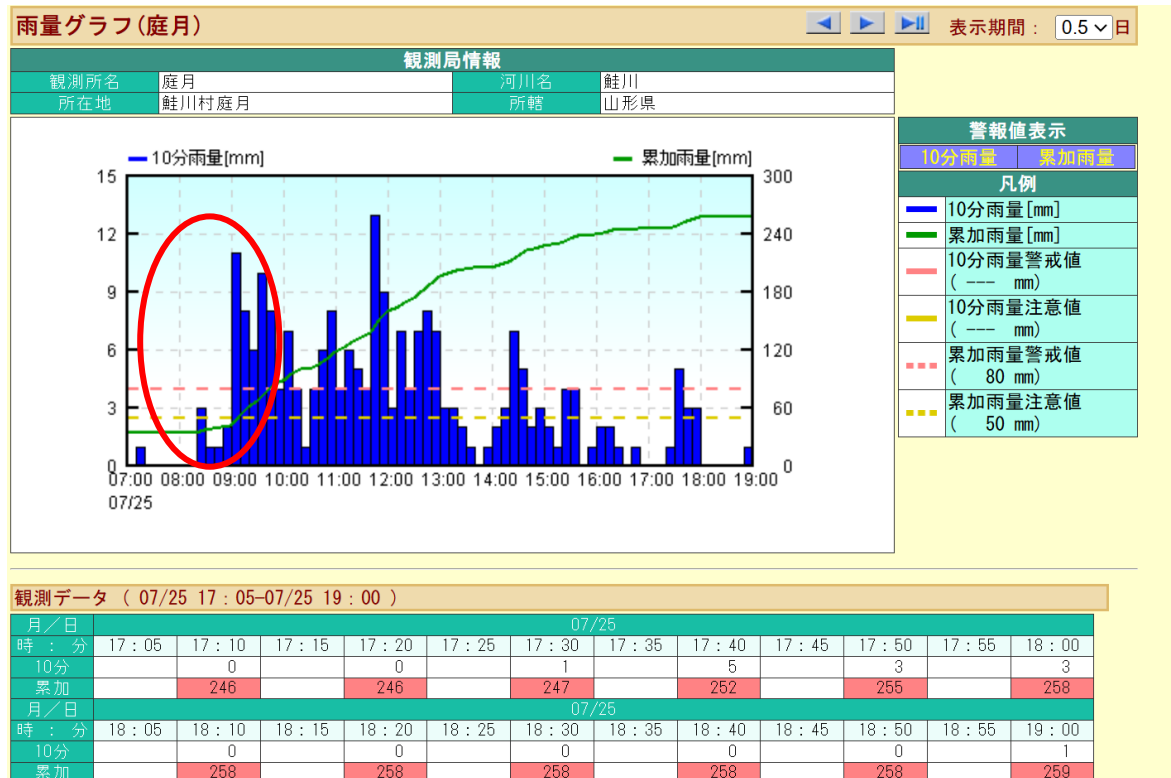 雨量グラフ(庭月)
表示期間： 0.5 日
観測局情報
観測所名 庭月 河川名 鮭川
所在地 鮭川村庭月 所轄 山形県
10分雨量[mm] 累加雨量[mm]
15 300
12 240
9 180
6 120
3 60
0 0
07:00 08:00 09:00 10:00 11:00 12:00 13:00 14:00 15:00 16:00 17:00 18:00 19:00
07/25
警報値表示
10分雨量 累加雨量
凡例
10分雨量[mm]
累加雨量[mm]
10分雨量警戒値
( --- mm)
10分雨量注意値
( --- mm)
累加雨量警戒値
( 80 mm)
累加雨量注意値
( 50 mm)
観測データ ( 07/25 17：05-07/25 19：00 )
月／日 07/25
時：分 17：05 17：10 17：15 17：20 17：25 17：30 17：35 17：40 17：45 17：50 17：55 18：00
10分 0 0 1 5 3 3
累加 246 246 247 252 255 258
月／日 07/25
時：分 18：05 18：10 18：15 18：20 18：25 18：30 18：35 18：40 18：45 18：50 18：55 19：00
10分 0 0 0 0 0 1
累加 258 258 258 258 258 259